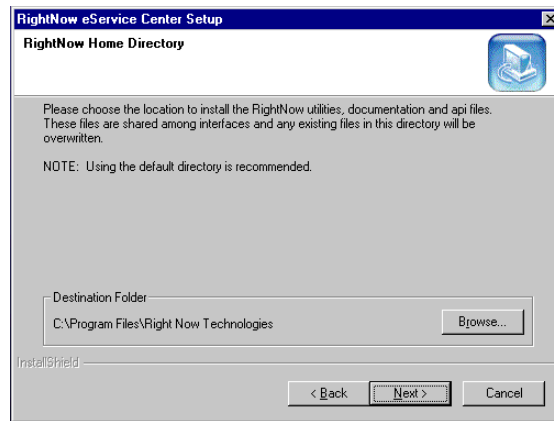 RightNow eService Center Setup
RightNow Home Directory
Please choose the location to install the RightNow utilities, documentation and api files.
These files are shared among interfaces and any existing files in this directory will be
overwritten.
NOTE:  Using the default directory is recommended.
Destination Folder
C:\Program Files\Right Now Technologies
Browse...
InstallShield
< Back
Next >
Cancel